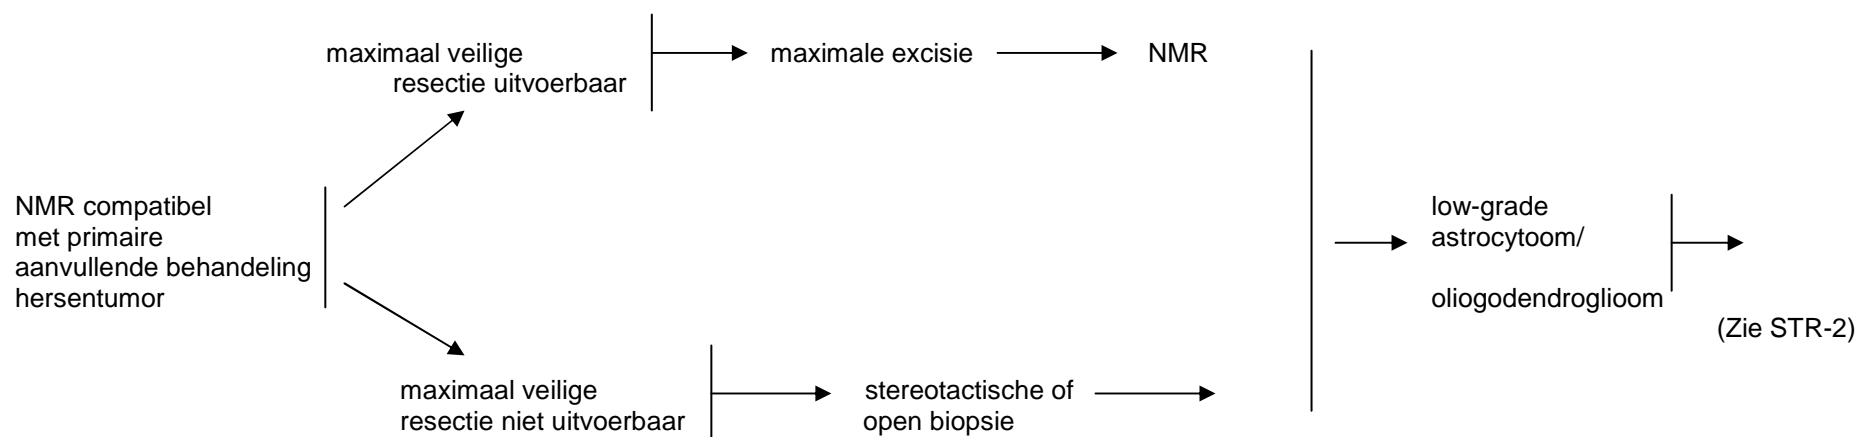 maximaal veilige
resectie uitvoerbaar
maximale excisie
NMR
NMR compatibel
met primaire
aanvullende behandeling
hersentumor
low-grade
astrocytoom/
oliogodendroglioom
(Zie STR-2)
maximaal veilige
resectie niet uitvoerbaar
stereotactische of
open biopsie